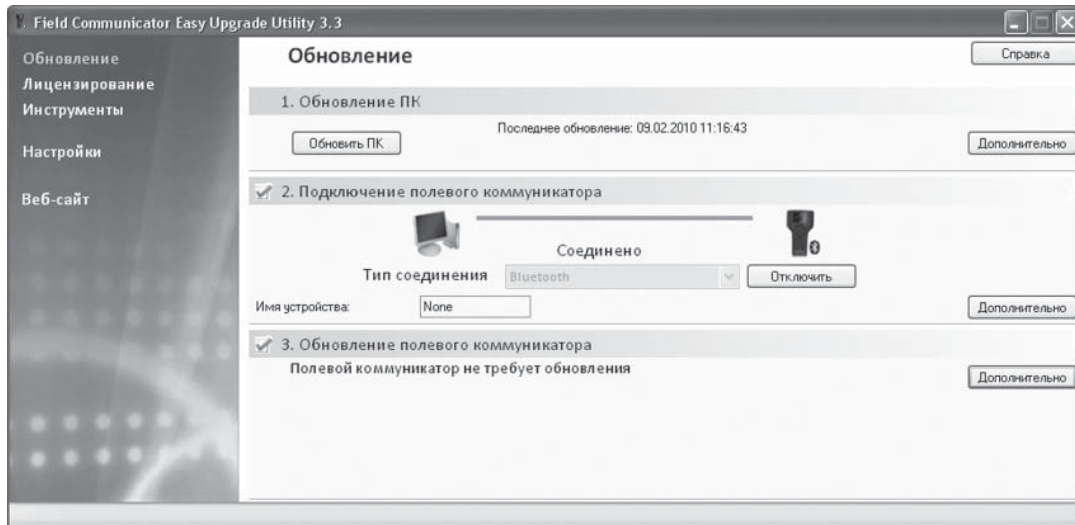 Field Communicator Easy Upgrade Utility 3.3
Обновление
Лицензирование
Инструменты
Настройки
Веб-сайт
Обновление
Справка
1. Обновление ПК
Обновить ПК
Последнее обновление: 09.02.2010 11:16:43
Дополнительно
2. Подключение полевого коммуникатора
Соединено
Тип соединения
Bluetooth
Отключить
Имя устройства:
None
Дополнительно
3. Обновление полевого коммуникатора
Полевой коммуникатор не требует обновления
Дополнительно